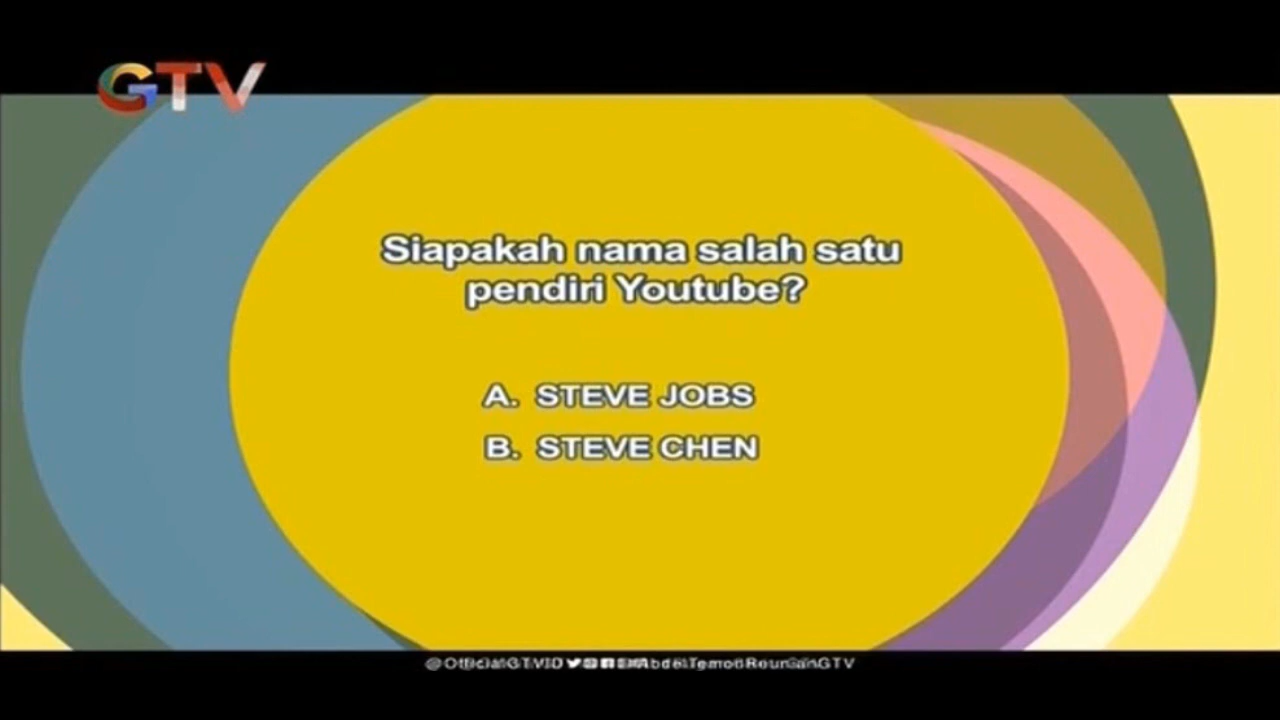 GTV
Siapakah nama salah satu
pendiri Youtube?
A. STEVE JOBS
B. STEVE CHEN